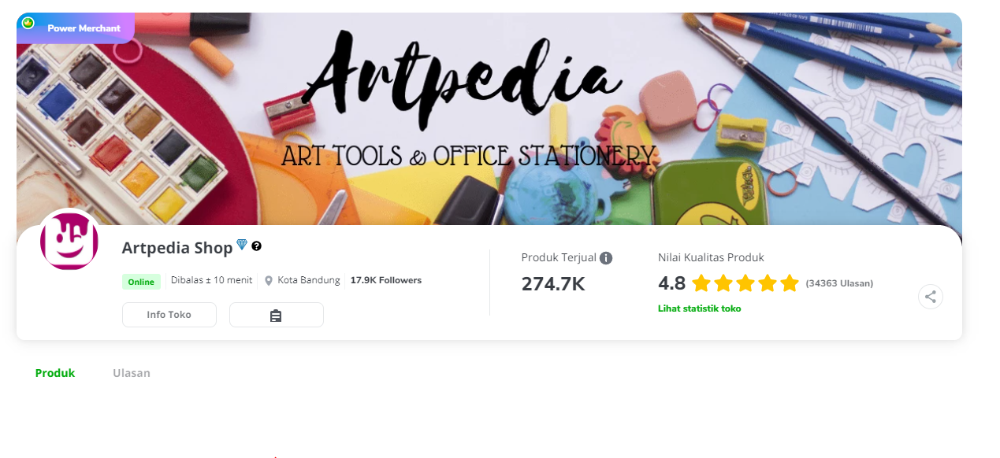 Power Merchant
Artpedia
ART TOOLS & OFFICE STATIONERY
Artpedia Shop
Online
Dibalas ± 10 menit
Kota Bandung
17.9K Followers
Info Toko
Produk Terjual
274.7K
Nilai Kualitas Produk
4.8
(34363 Ulasan)
Lihat statistik toko
Produk
Ulasan